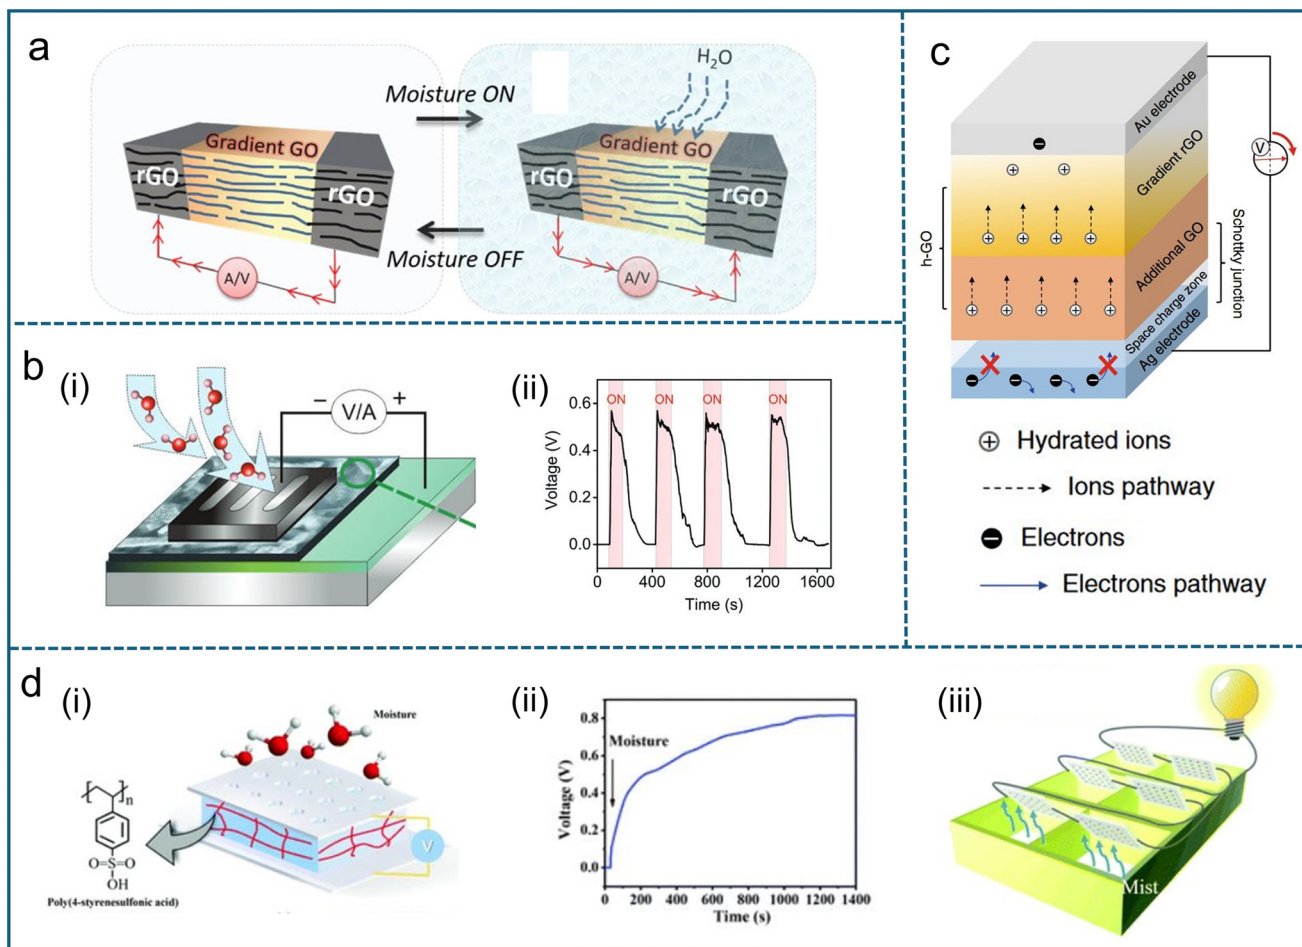 a
Moisture ON
Moisture OFF
Gradient GO
rGO
rGO
A/V
H2O
Gradient GO
rGO
rGO
A/V
b
(i)
− V/A +
(ii)
ON ON ON ON
Voltage (V)
0.6
0.4
0.2
0.0
0 400 800 1200 1600
Time (s)
c
Au electrode
Gradient rGO
Additional GO
Space charge zone
Ag electrode
Schottky junction
h-GO
V
⊕ Hydrated ions
Ions pathway
Electrons
Electrons pathway
d
(i)
Moisture
V
n
O=S=O
OH
Poly(4-styrenesulfonic acid)
(ii)
Moisture
Voltage (V)
0.8
0.6
0.4
0.2
0.0
0 200 400 600 800 1000 1200 1400
Time (s)
(iii)
Mist